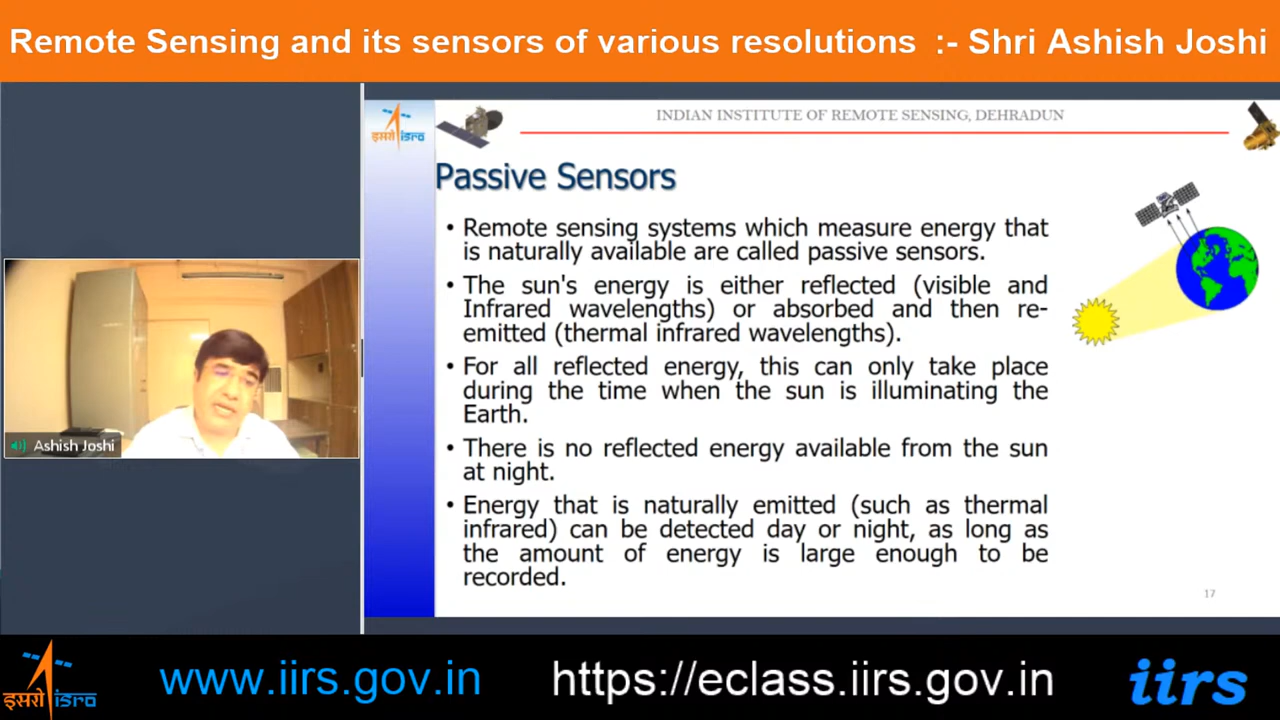 Remote Sensing and its sensors of various resolutions :- Shri Ashish Joshi
इसरो isro
INDIAN INSTITUTE OF REMOTE SENSING, DEHRADUN
Passive Sensors
• Remote sensing systems which measure energy that
is naturally available are called passive sensors.
• The sun's energy is either reflected (visible and
Infrared wavelengths) or absorbed and then re-
emitted (thermal infrared wavelengths).
• For all reflected energy, this can only take place
during the time when the sun is illuminating the
Earth.
• There is no reflected energy available from the sun
at night.
• Energy that is naturally emitted (such as thermal
infrared) can be detected day or night, as long as
the amount of energy is large enough to be
recorded.
17
Ashish Joshi
इसरो isro
www.iirs.gov.in
https://eclass.iirs.gov.in
iirs